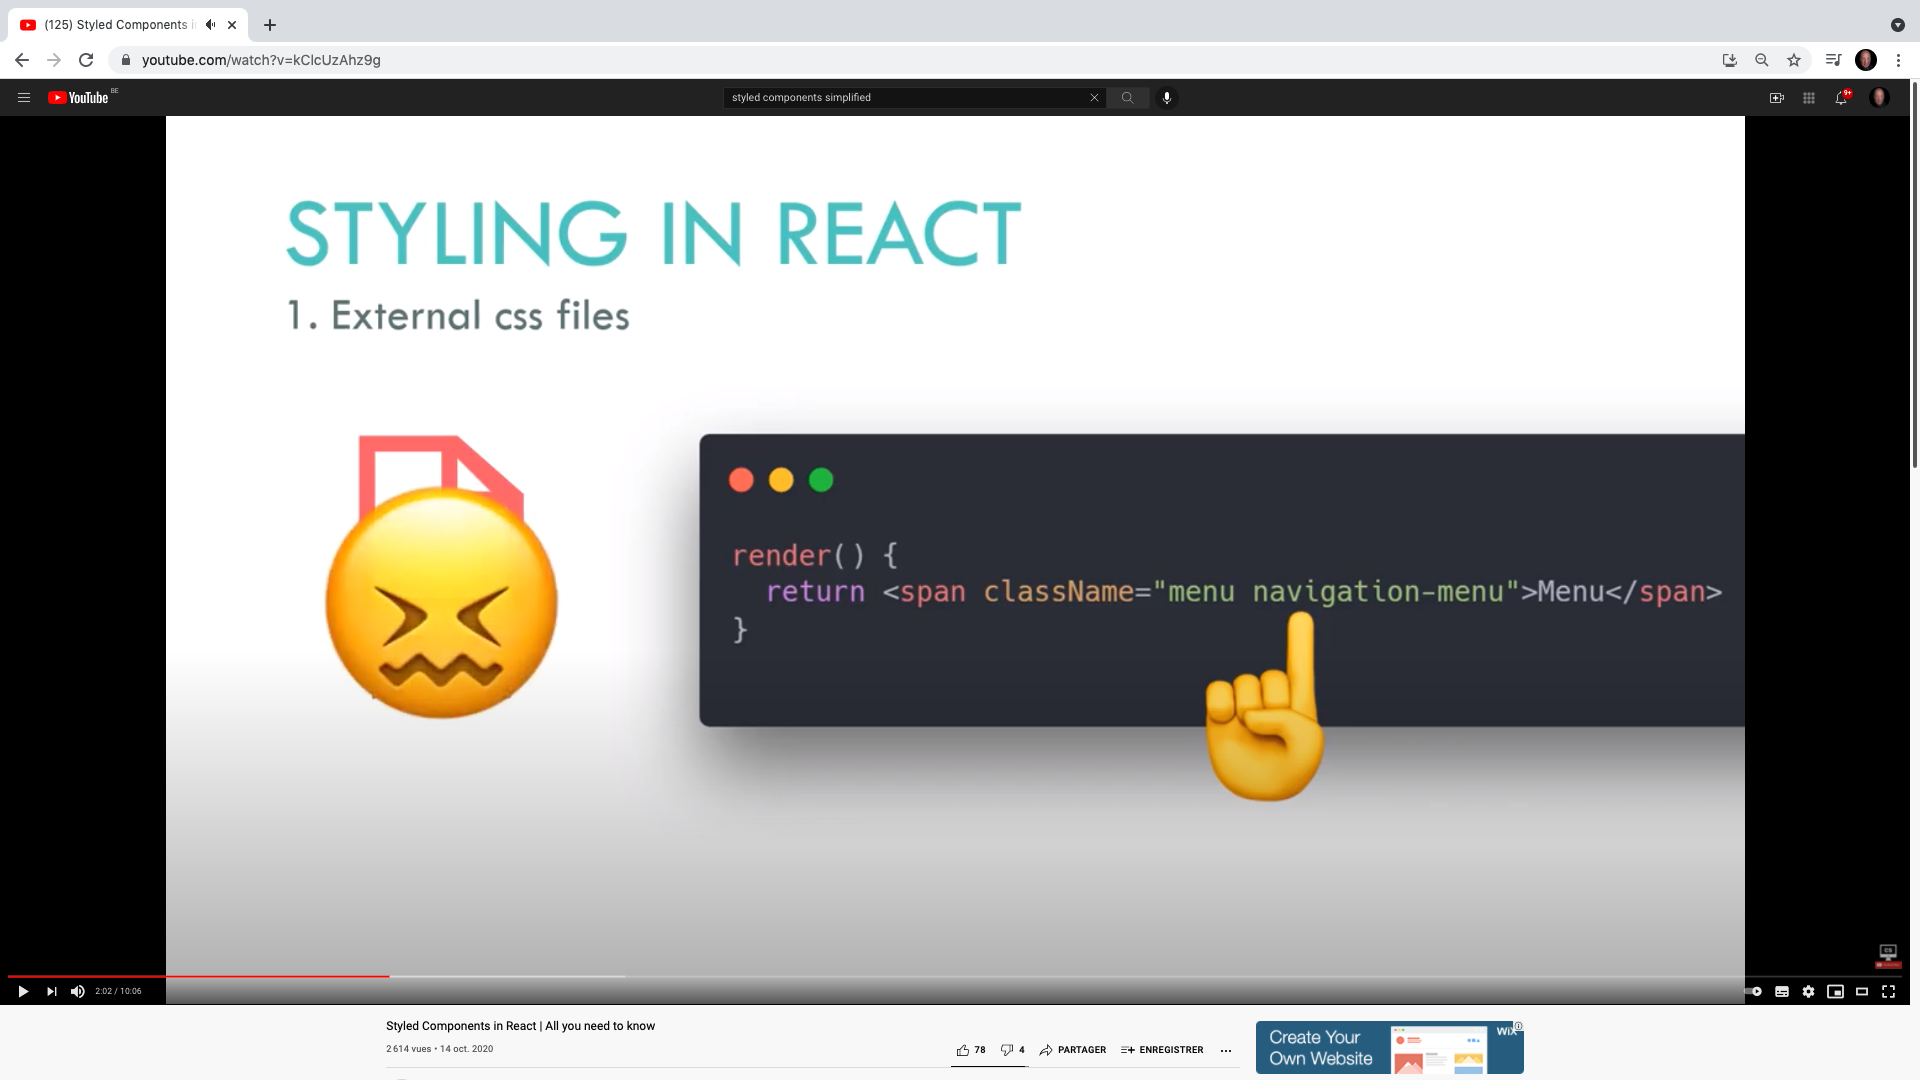 (125) Styled Components i
youtube.com/watch?v=kClcUzAhz9g
YouTube BE
styled components simplified
9+
STYLING IN REACT
1. External css files
render() {
return <span className="menu navigation-menu">Menu</span>
}
2:02 / 10:06
Styled Components in React | All you need to know
2 614 vues • 14 oct. 2020
78
4
PARTAGER
ENREGISTRER
Create Your
Own Website
WiX